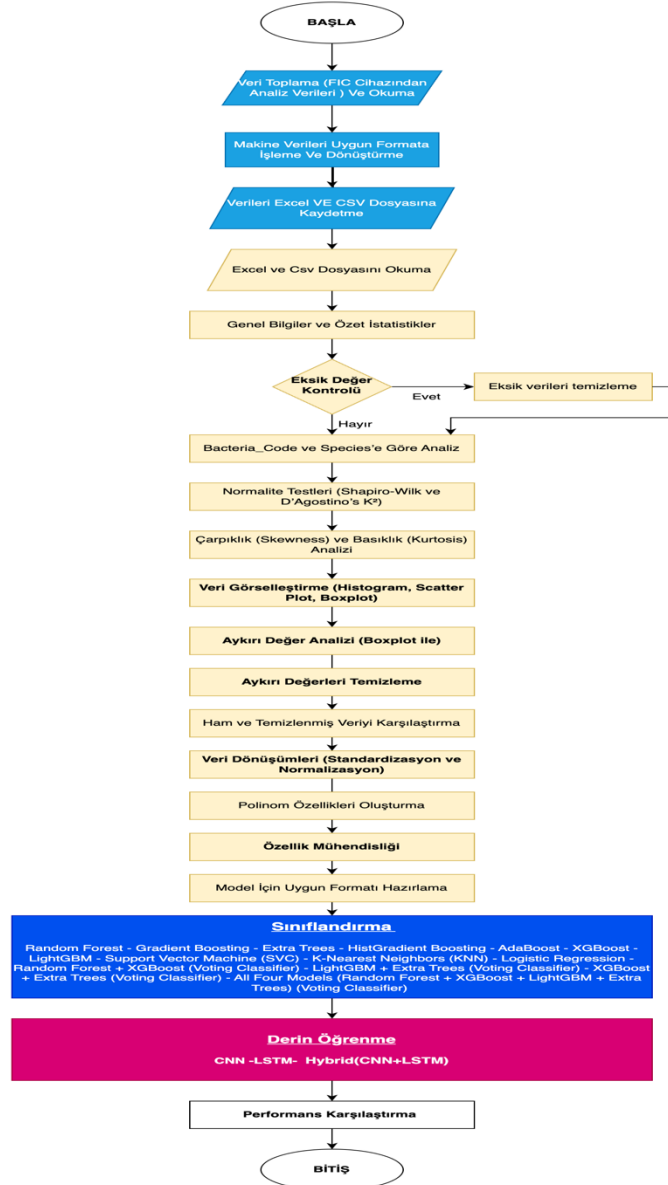 BAŞLA
Veri Toplama (FIC Cihazından
Analiz Verileri ) Ve Okuma
Makine Verileri Uygun Formata
İşleme Ve Dönüştürme
Verileri Excel VE CSV Dosyasına
Kaydetme
Excel ve Csv Dosyasını Okuma
Genel Bilgiler ve Özet İstatistikler
Eksik Değer
Kontrolü
Evet
Eksik verileri temizleme
Hayır
Bacteria_Code ve Species'e Göre Analiz
Normalite Testleri (Shapiro-Wilk ve
D'Agostino's K²)
Çarpıklık (Skewness) ve Basıklık (Kurtosis)
Analizi
Veri Görselleştirme (Histogram, Scatter
Plot, Boxplot)
Aykırı Değer Analizi (Boxplot ile)
Aykırı Değerleri Temizleme
Ham ve Temizlenmiş Veriyi Karşılaştırma
Veri Dönüşümleri (Standardizasyon ve
Normalizasyon)
Polinom Özellikleri Oluşturma
Özellik Mühendisliği
Model İçin Uygun Formatı Hazırlama
Sınıflandırma
Random Forest - Gradient Boosting - Extra Trees - HistGradient Boosting - AdaBoost - XGBoost -
LightGBM - Support Vector Machine (SVC) - K-Nearest Neighbors (KNN) - Logistic Regression -
Random Forest + XGBoost (Voting Classifier) - LightGBM + Extra Trees (Voting Classifier) - XGBoost
+ Extra Trees (Voting Classifier) - All Four Models (Random Forest + XGBoost + LightGBM + Extra
Trees) (Voting Classifier)
Derin Öğrenme
CNN -LSTM- Hybrid(CNN+LSTM)
Performans Karşılaştırma
BİTİŞ